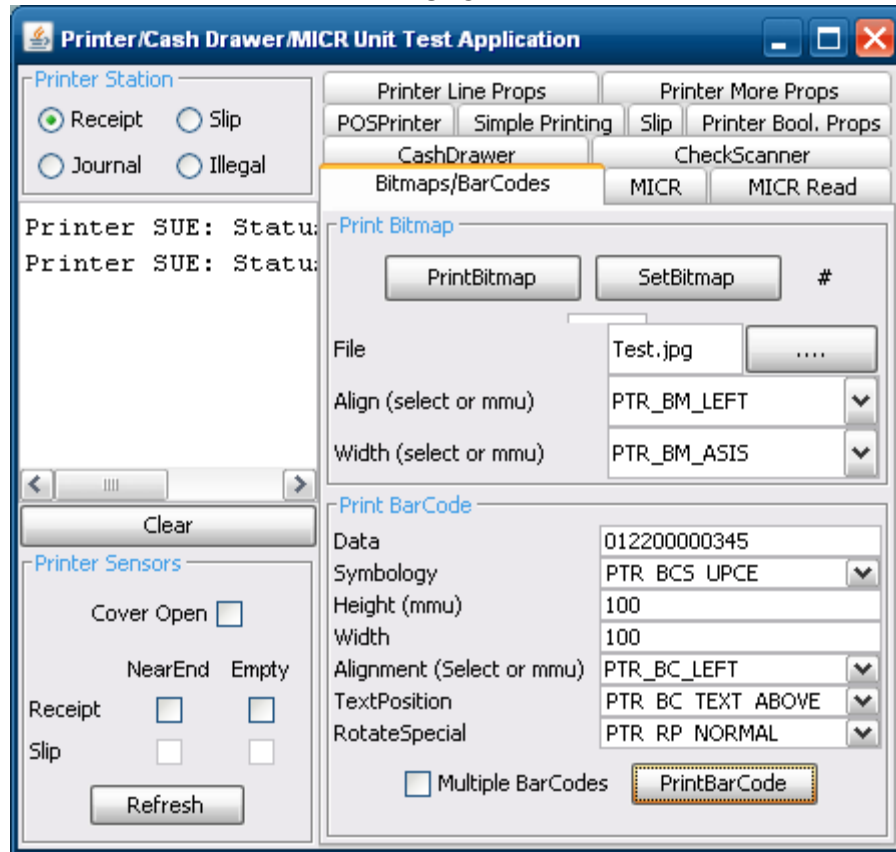 Printer/Cash Drawer/MICR Unit Test Application
Printer Station
Receipt Slip
Journal Illegal
Printer SUE: Statu
Printer SUE: Statu
Clear
Printer Sensors
Cover Open
NearEnd Empty
Receipt
Slip
Refresh
Printer Line Props Printer More Props
POSPrinter Simple Printing Slip Printer Bool. Props
CashDrawer CheckScanner
Bitmaps/BarCodes MICR MICR Read
Print Bitmap
PrintBitmap SetBitmap #
File Test.jpg ....
Align (select or mmu) PTR_BM_LEFT
Width (select or mmu) PTR_BM_ASIS
Print BarCode
Data 012200000345
Symbology PTR_BCS_UPCE
Height (mmu) 100
Width 100
Alignment (Select or mmu) PTR_BC_LEFT
TextPosition PTR_BC_TEXT_ABOVE
RotateSpecial PTR_RP_NORMAL
Multiple BarCodes PrintBarCode